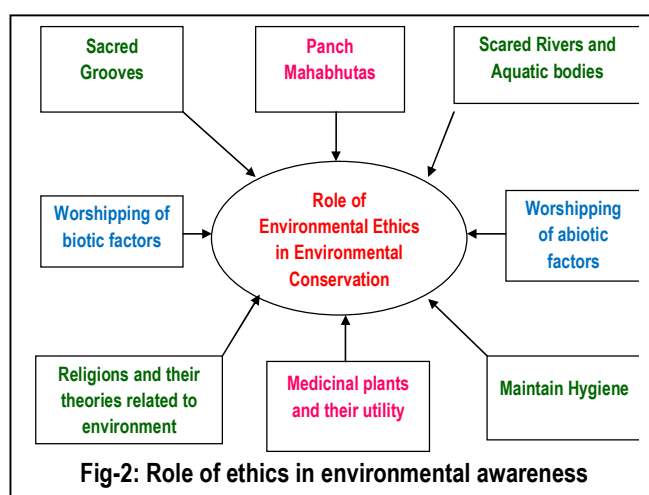 Sacred
Grooves
Panch
Mahabhutas
Scared Rivers and
Aquatic bodies
Worshipping of
biotic factors
Role of
Environmental Ethics
in Environmental
Conservation
Worshipping
of abiotic
factors
Religions and their
theories related to
environment
Medicinal plants
and their utility
Maintain Hygiene
Fig-2: Role of ethics in environmental awareness